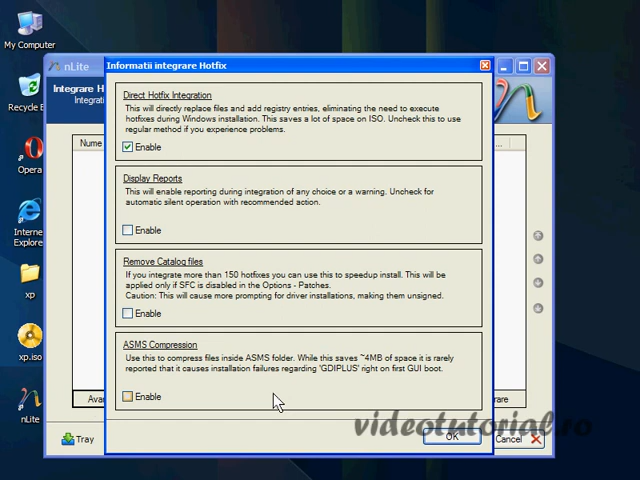 My Computer
Recycle B
Opera
Internet
Explorer
xp
xp.iso
nLite
nLite
Integrare H
Integrati
Nume
Avan
Tray
Cancel
Informatii integrare Hotfix
Direct Hotfix Integration
This will directly replace files and add registry entries, eliminating the need to execute
hotfixes during Windows installation. This saves a lot of space on ISO. Uncheck this to use
regular method if you experience problems.
Enable
Display Reports
This will enable reporting during integration of any choice or a warning. Uncheck for
automatic silent operation with recommended action.
Enable
Remove Catalog files
If you integrate more than 150 hotfixes you can use this to speedup install. This will be
applied only if SFC is disabled in the Options - Patches.
Caution: This will cause more prompting for driver installations, making them unsigned.
Enable
ASMS Compression
Use this to compress files inside ASMS folder. While this saves ~4MB of space it is rarely
reported that it causes installation failures regarding 'GDIPLUS' right on first GUI boot.
Enable
OK
videotutorial.ro